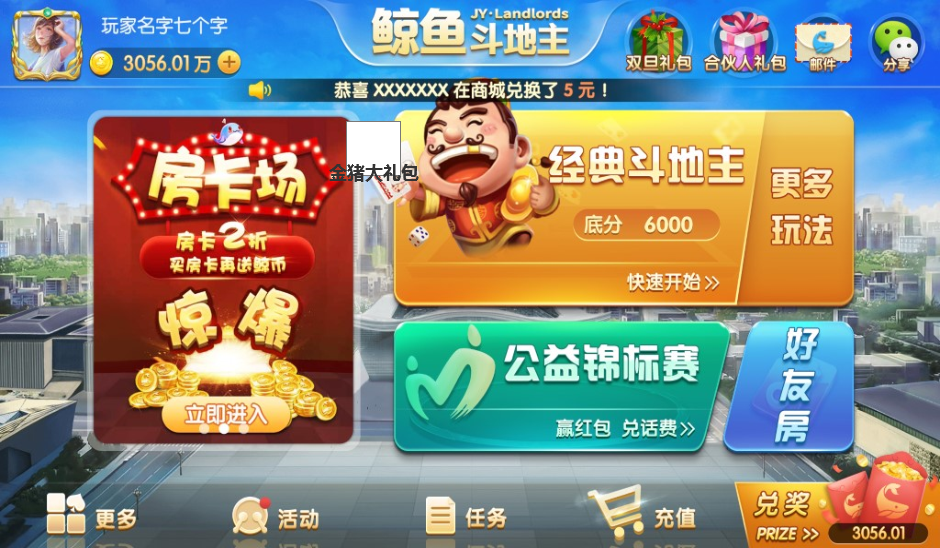 玩家名字七个字
3056.01万
鲸鱼斗地主
JY·Landlords
双旦礼包
合伙人礼包
邮件
分享
恭喜 XXXXXXX 在商城兑换了 5 元！
房卡场
房卡2折
买房卡再送鲸币
惊爆
立即进入
金猪大礼包
经典斗地主
底分 6000
快速开始>>
更多
玩法
公益锦标赛
赢红包 兑话费>>
好友房
更多
活动
任务
充值
兑奖
PRIZE >>
3056.01